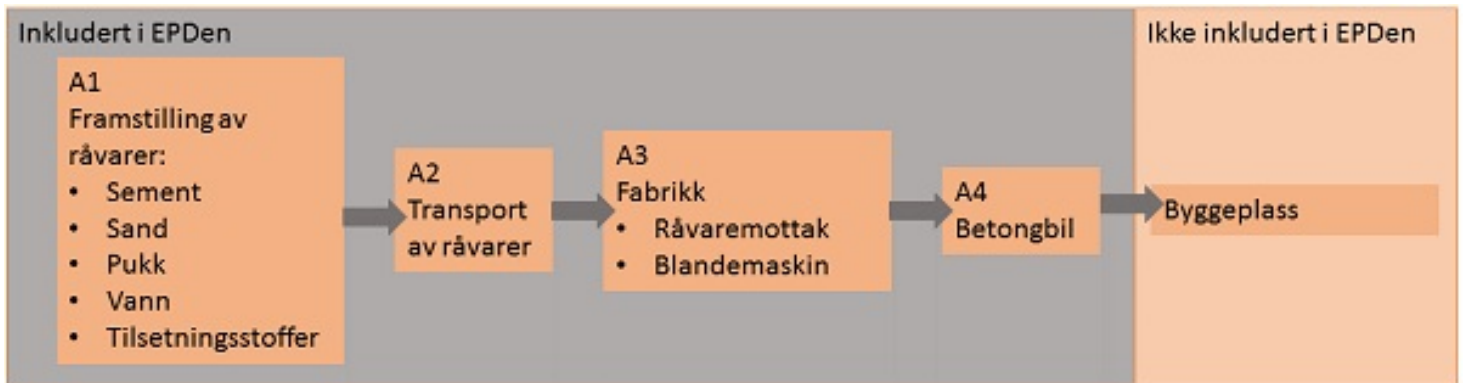 Inkludert i EPDen
Ikke inkludert i EPDen
A1
Framstilling av
råvarer:
• Sement
• Sand
• Pukk
• Vann
• Tilsetningsstoffer
A2
Transport
av råvarer
A3
Fabrikk
• Råvaremottak
• Blandemaskin
A4
Betongbil
Byggeplass